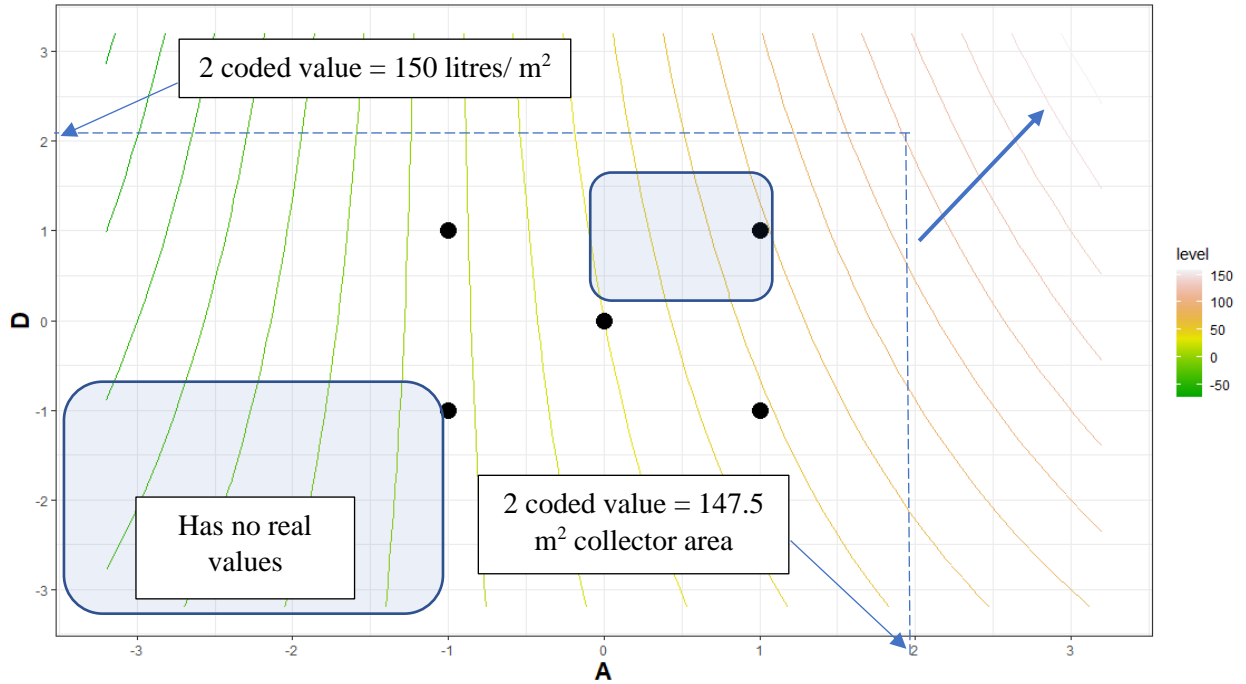 3
2 coded value = 150 litres/ m²
2
1
D
0
-1
Has no real
values
-2
2 coded value = 147.5
m² collector area
-3
-3
-2
-1
0
1
2
3
A
level
150
100
50
0
-50